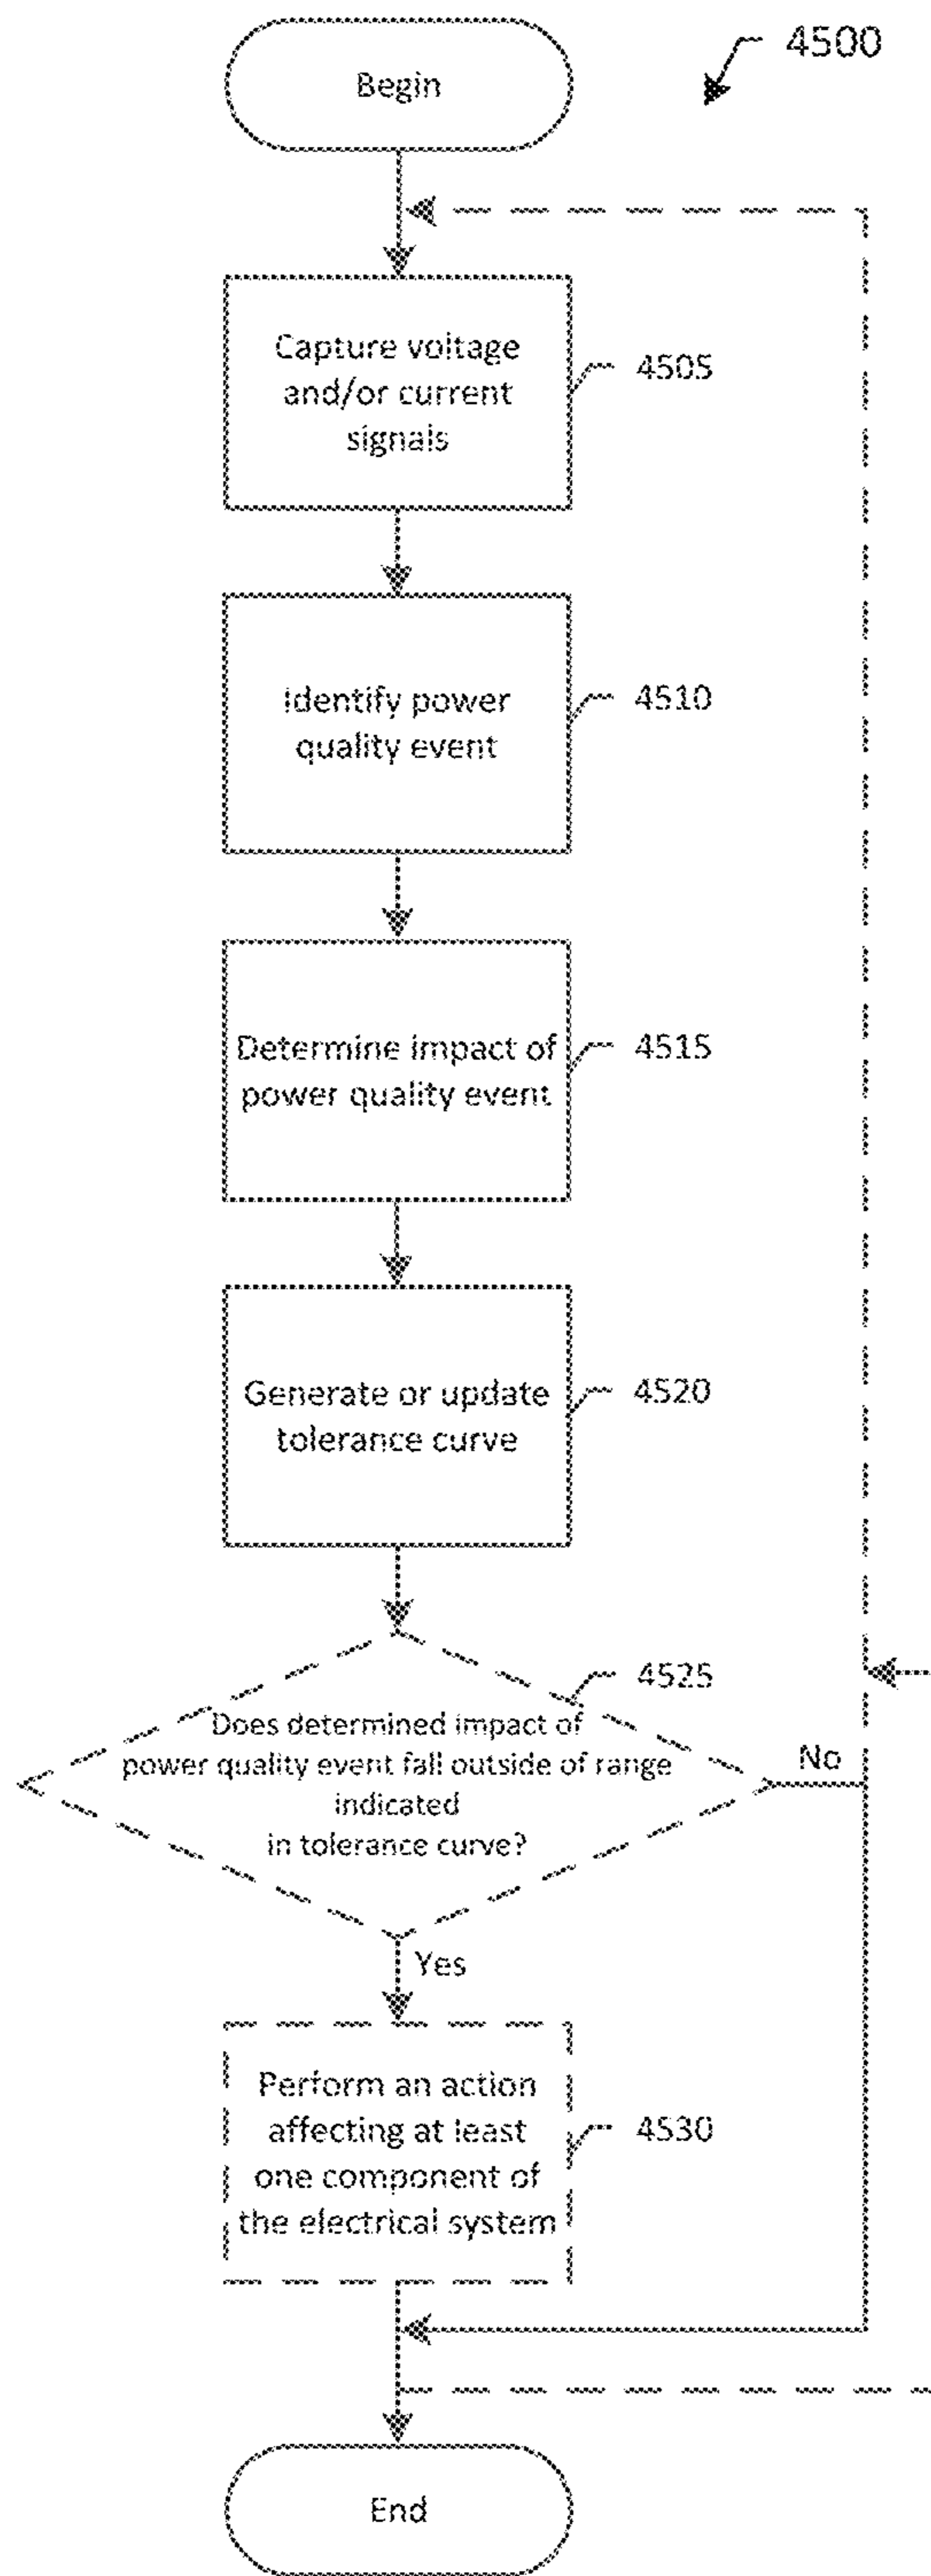 4500
Begin
Capture voltage
and/or current
signals
4505
Identify power
quality event
4510
Determine impact of
power quality event
4515
Generate or update
tolerance curve
4520
4525
Does determined impact of
power quality event fall outside of range
indicated
in tolerance curve?
No
Yes
Perform an action
affecting at least
one component of
the electrical system
4530
End